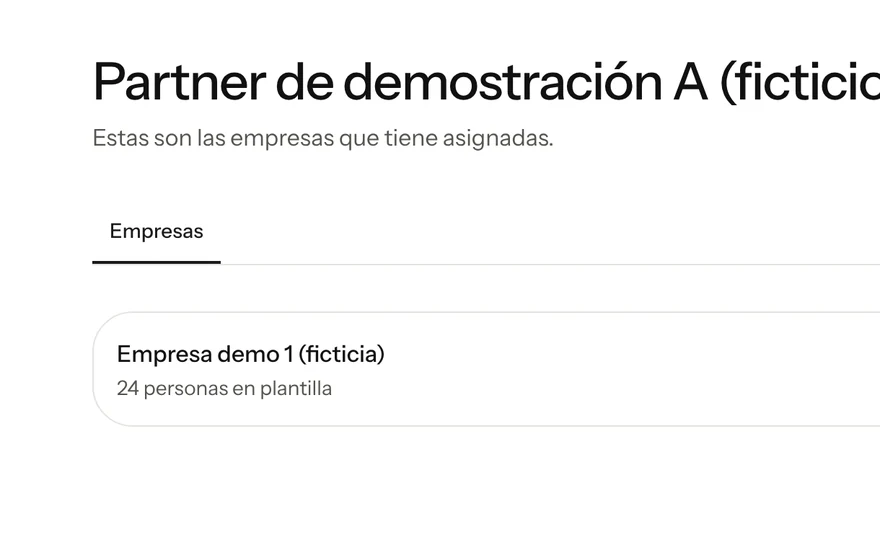 Partner de demostración A (ficticio
Estas son las empresas que tiene asignadas.
Empresas
Empresa demo 1 (ficticia)
24 personas en plantilla